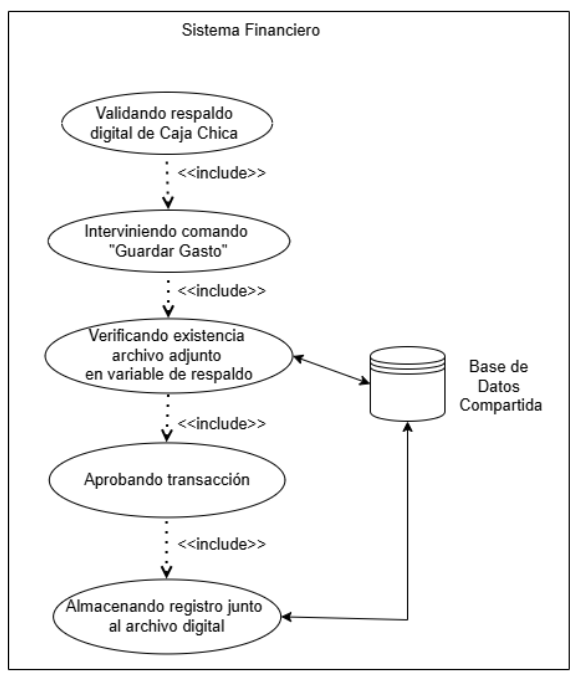 Sistema Financiero
Validando respaldo
digital de Caja Chica
<<include>>
Interviniendo comando
"Guardar Gasto"
<<include>>
Verificando existencia
archivo adjunto
en variable de respaldo
Base de
Datos
Compartida
<<include>>
Aprobando transacción
<<include>>
Almacenando registro junto
al archivo digital